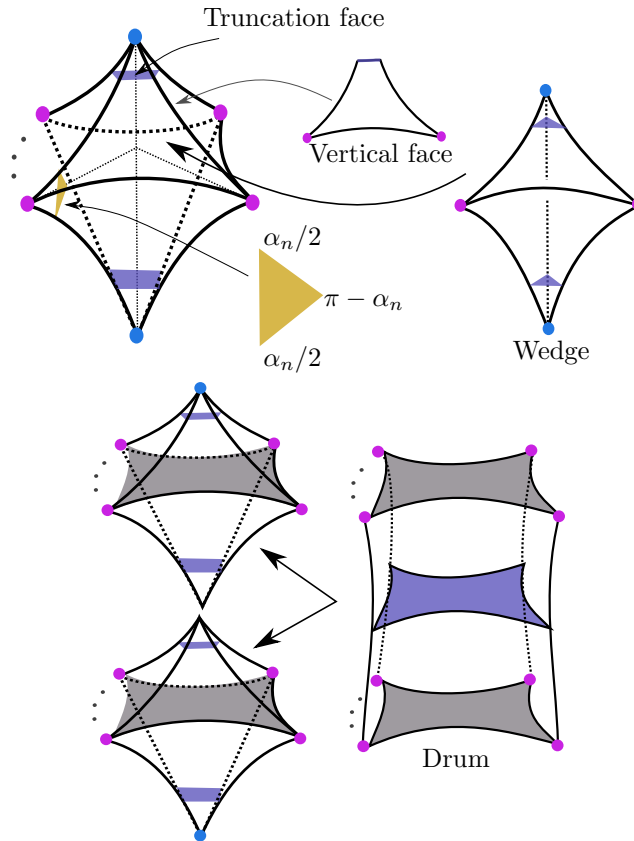 Truncation face
Vertical face
α_n/2
π − α_n
α_n/2
Wedge
Drum